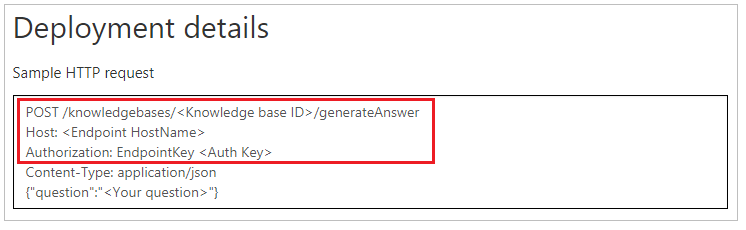 Deployment details
Sample HTTP request
POST /knowledgebases/<Knowledge base ID>/generateAnswer
Host: <Endpoint HostName>
Authorization: EndpointKey <Auth Key>
Content-Type: application/json
{"question":"<Your question>"}